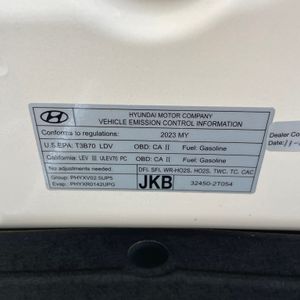 HYUNDAI MOTOR COMPANY
VEHICLE EMISSION CONTROL INFORMATION
Conforms to regulations: 2023 MY
U.S.EPA: T3B70 LDV OBD: CA II Fuel: Gasoline
California: LEV III ULEV70 PC OBD: CA II Fuel: Gasoline
No adjustments needed. DFI, SFI, WR-HO2S, HO2S, TWC, TC, CAC
Group: PHYXV02.5UP5 JKB 32450-2T054
Evap: PHYXR0142UPG
Dealer
Date: